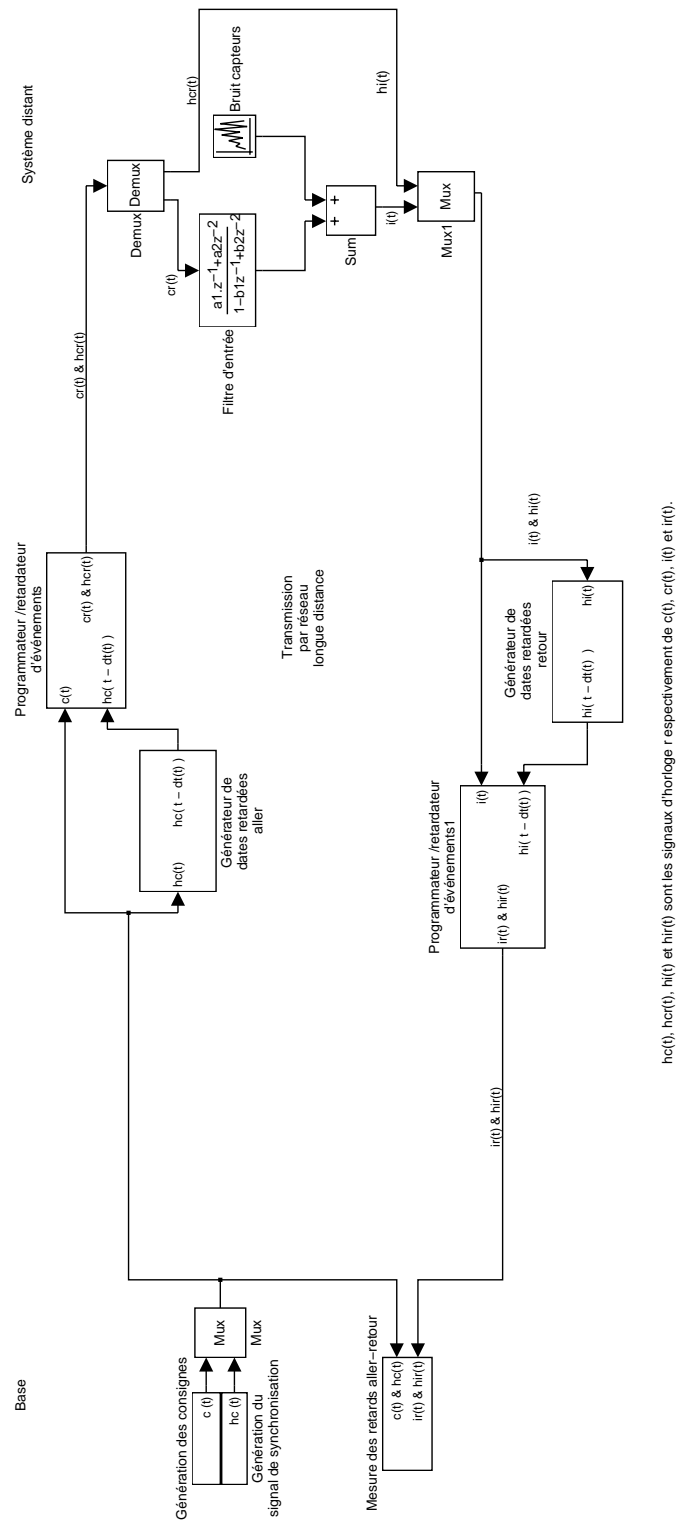 Base
Génération des consignes
c (t)
hc (t)
Génération du
signal de synchronisation
Mux
Mux
Mesure des retards aller−retour
c(t) & hc(t)
ir(t) & hir(t)
Programmateur /retardateur
d'événements
c(t)
hc( t − dt(t) )
cr(t) & hcr(t)
hc(t)
hc( t − dt(t) )
Générateur de
dates retardées
aller
Transmission
par réseau
longue distance
cr(t) & hcr(t)
Système distant
Demux
Demux
hcr(t)
cr(t)
Bruit capteurs
a1.z−1+a2z−2
1−b1z−1+b2z−2
Filtre d'entrée
+
+
Sum
i(t)
hi(t)
Mux
Mux1
i(t) & hi(t)
Générateur de
dates retardées
retour
hi( t − dt(t) )
hi(t)
Programmateur /retardateur
d'événements1
ir(t) & hir(t)
i(t)
hi( t − dt(t) )
ir(t) & hir(t)
hc(t), hcr(t), hi(t) et hir(t) sont les signaux d'horloge r espectivement de c(t), cr(t), i(t) et ir(t).